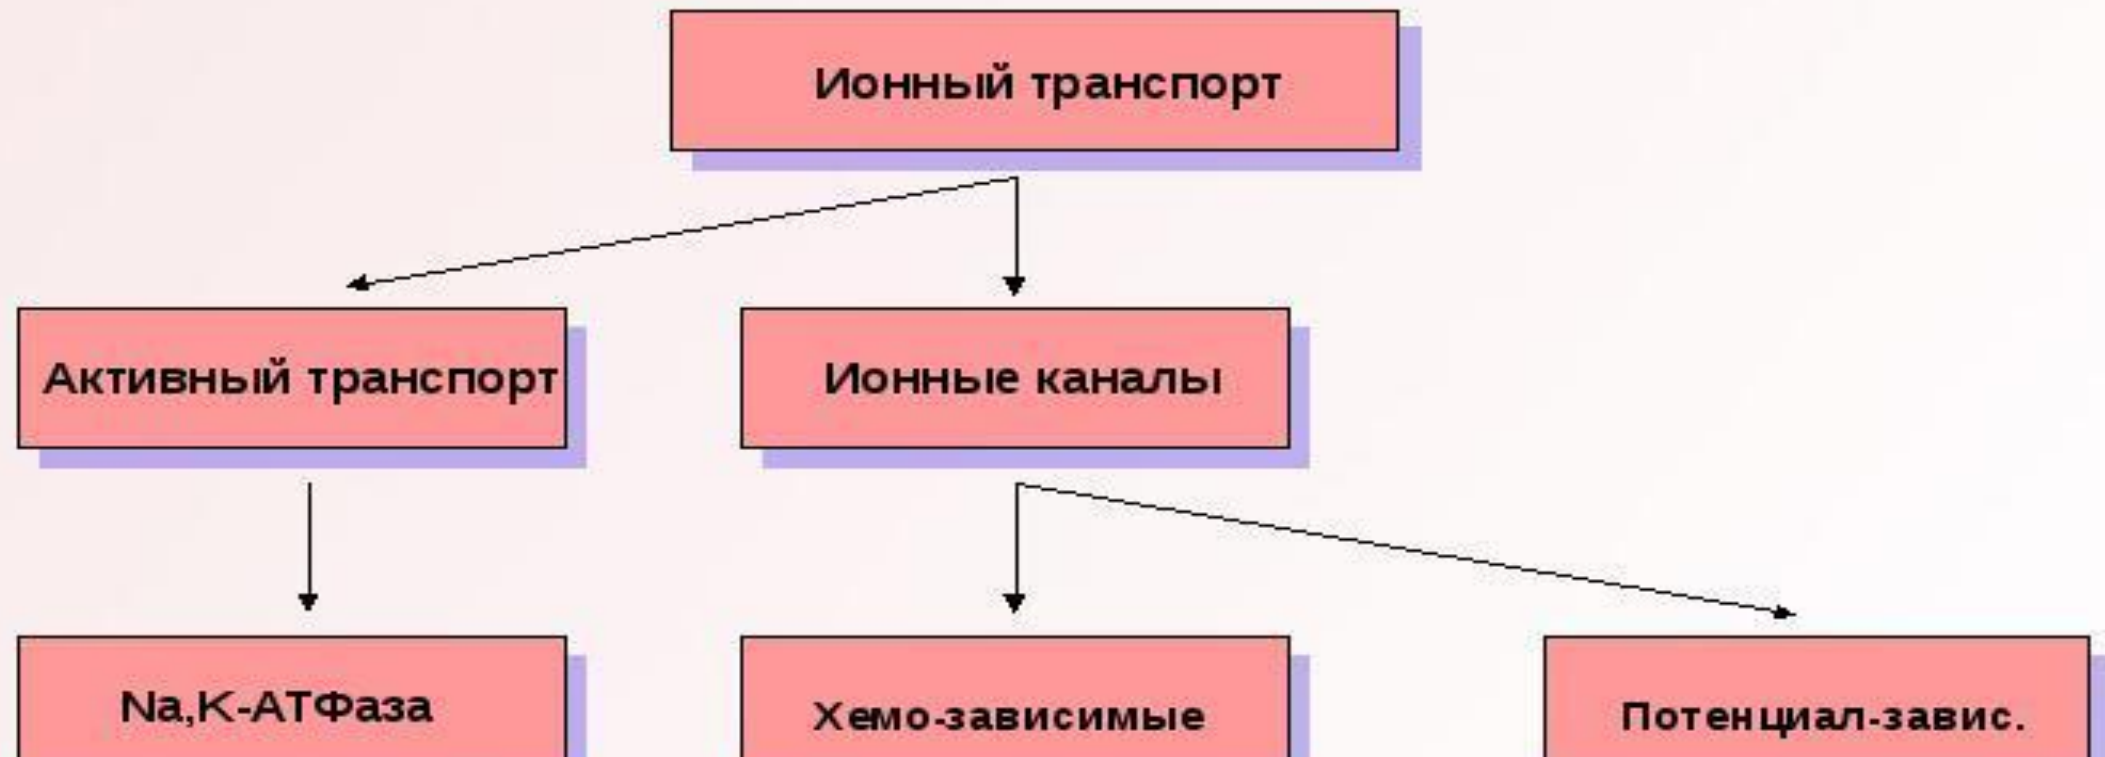 Ионный транспорт
Активный транспорт
Ионные каналы
Na,K-АТФаза
Хемо-зависимые
Потенциал-завис.